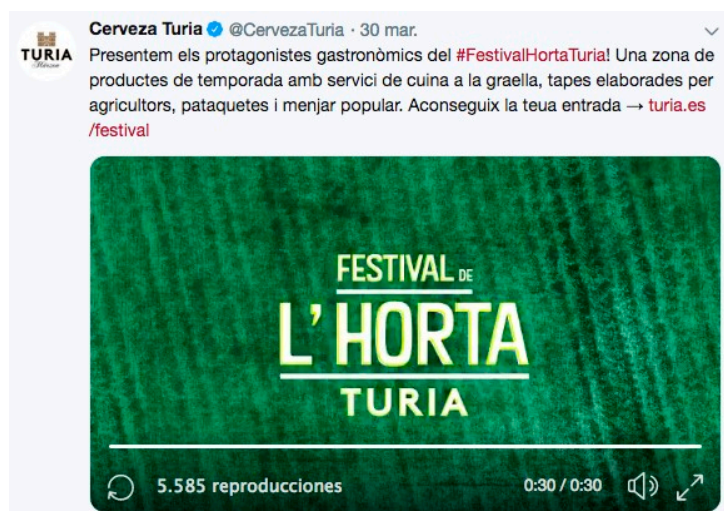 Cerveza Turia @CervezaTuria · 30 mar.
TURIA
Märzen
Presentem els protagonistes gastronòmics del #FestivalHortaTuria! Una zona de
productes de temporada amb servici de cuina a la graella, tapes elaborades per
agricultors, pataquetes i menjar popular. Aconseguix la teua entrada → turia.es
/festival
FESTIVAL DE
L'HORTA
TURIA
5.585 reproducciones 0:30 / 0:30